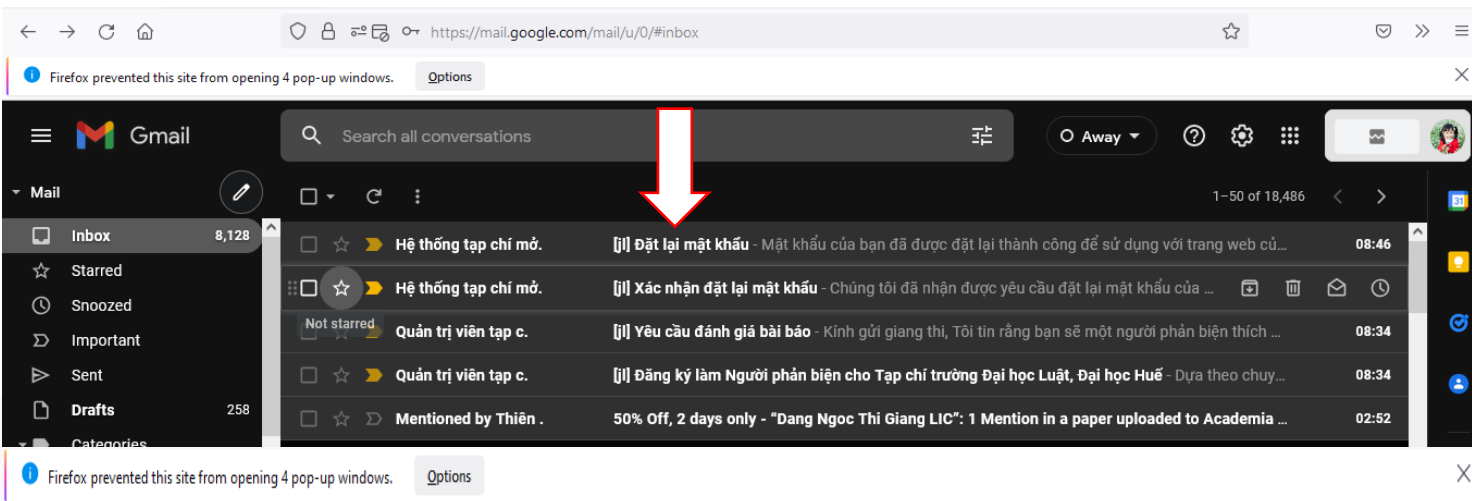 https://mail.google.com/mail/u/0/#inbox
Firefox prevented this site from opening 4 pop-up windows. Options
Gmail
Search all conversations
Away
Mail
1–50 of 18,486
31
Inbox 8,128
Hệ thống tạp chí mở. [jl] Đặt lại mật khẩu - Mật khẩu của bạn đã được đặt lại thành công để sử dụng với trang web củ... 08:46
Starred
Hệ thống tạp chí mở. [jl] Xác nhận đặt lại mật khẩu - Chúng tôi đã nhận được yêu cầu đặt lại mật khẩu của ...
Snoozed
Not starred
Quản trị viên tạp c. [jl] Yêu cầu đánh giá bài báo - Kính gửi giang thi, Tôi tin rằng bạn sẽ một người phản biện thích ... 08:34
Important
Sent
Quản trị viên tạp c. [jl] Đăng ký làm Người phản biện cho Tạp chí trường Đại học Luật, Đại học Huế - Dựa theo chuy... 08:34
Drafts 258
Mentioned by Thiên . 50% Off, 2 days only - “Dang Ngoc Thi Giang LIC”: 1 Mention in a paper uploaded to Academia ... 02:52
Categories
Firefox prevented this site from opening 4 pop-up windows. Options